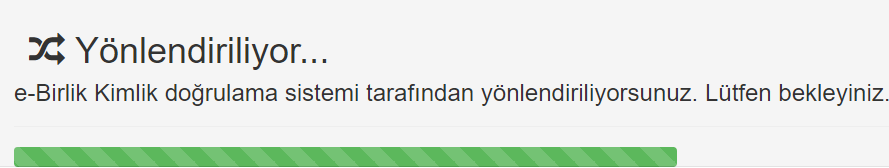 Yönlendiriliyor...
e-Birlik Kimlik doğrulama sistemi tarafından yönlendiriliyorsunuz. Lütfen bekleyiniz.